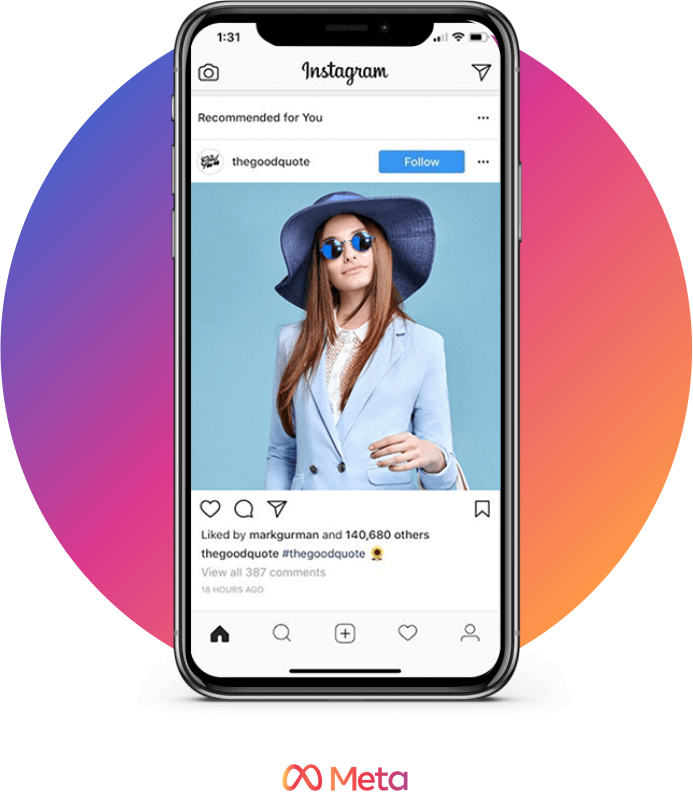 1:31
Instagram
Recommended for You
thegoodquote
Follow
Liked by markgurman and 140,680 others
thegoodquote #thegoodquote 🌻
View all 387 comments
18 HOURS AGO
Meta